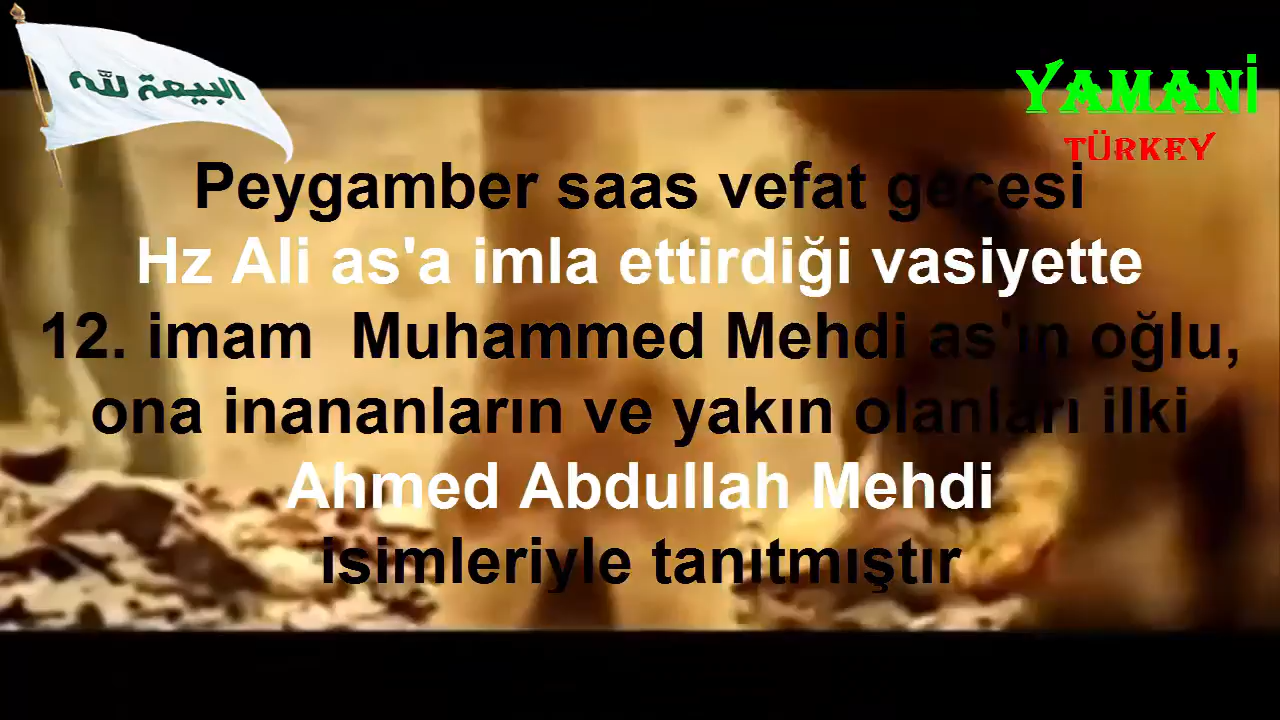 البيعة لله
YAMANİ
TÜRKEY
Peygamber saas vefat gecesi
Hz Ali as'a imla ettirdiği vasiyette
12. imam Muhammed Mehdi as'ın oğlu,
ona inananların ve yakın olanları ilki
Ahmed Abdullah Mehdi
isimleriyle tanıtmıştır